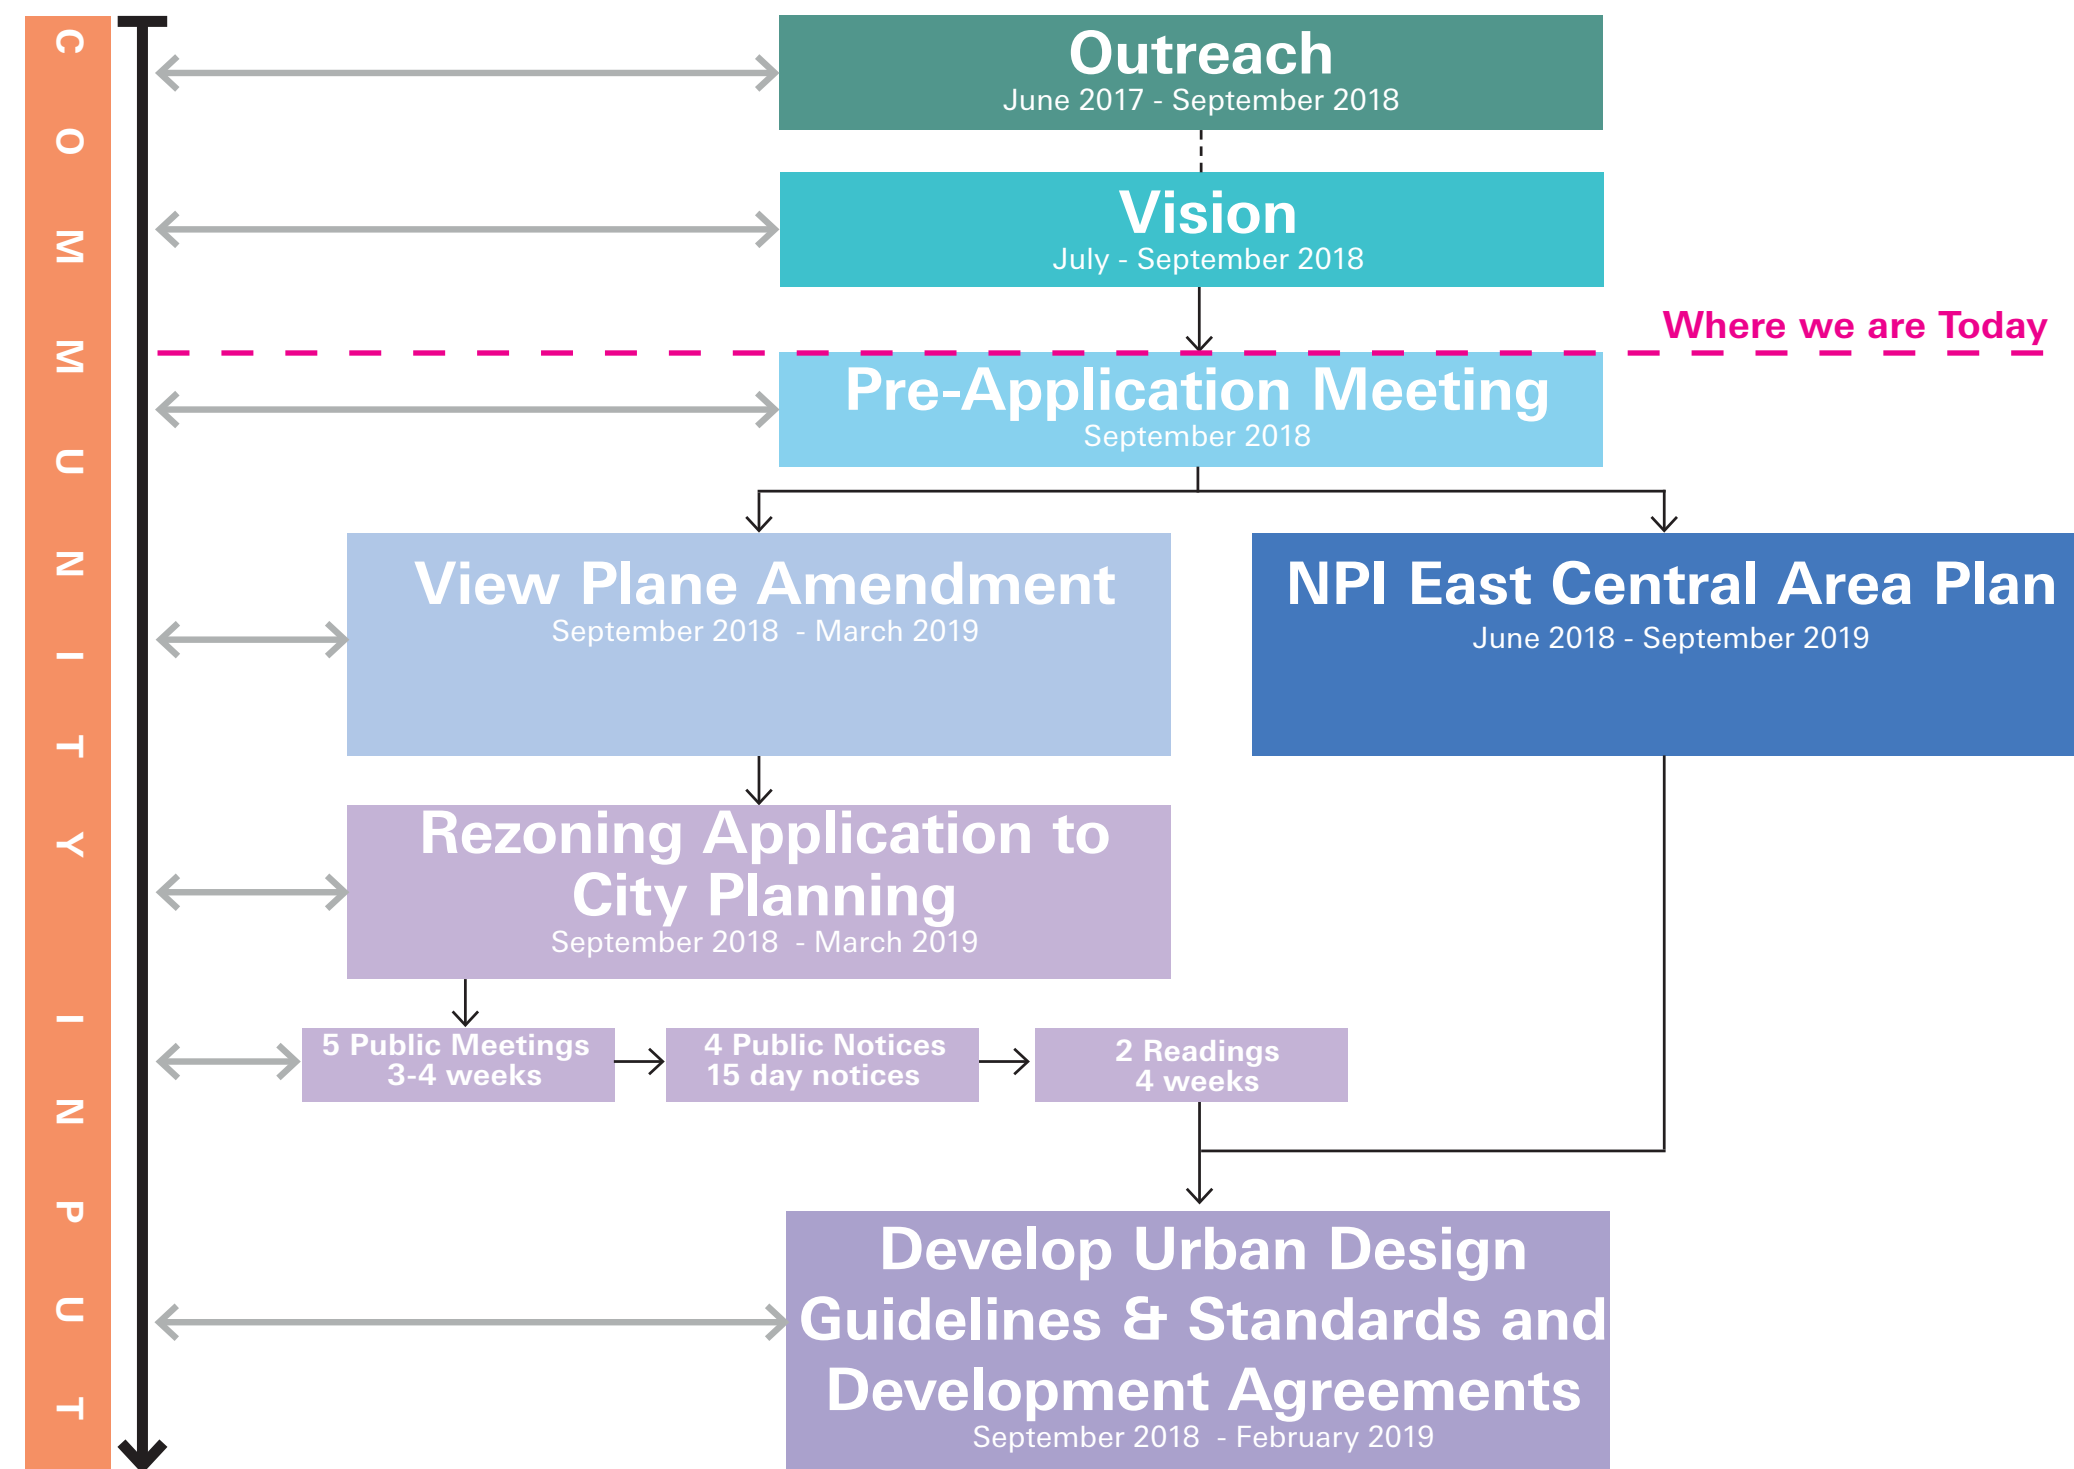 COMMUNITY INPUT
Outreach
June 2017 - September 2018
Vision
July - September 2018
Where we are Today
Pre-Application Meeting
September 2018
View Plane Amendment
September 2018 - March 2019
NPI East Central Area Plan
June 2018 - September 2019
Rezoning Application to
City Planning
September 2018 - March 2019
5 Public Meetings
3-4 weeks
4 Public Notices
15 day notices
2 Readings
4 weeks
Develop Urban Design
Guidelines & Standards and
Development Agreements
September 2018 - February 2019